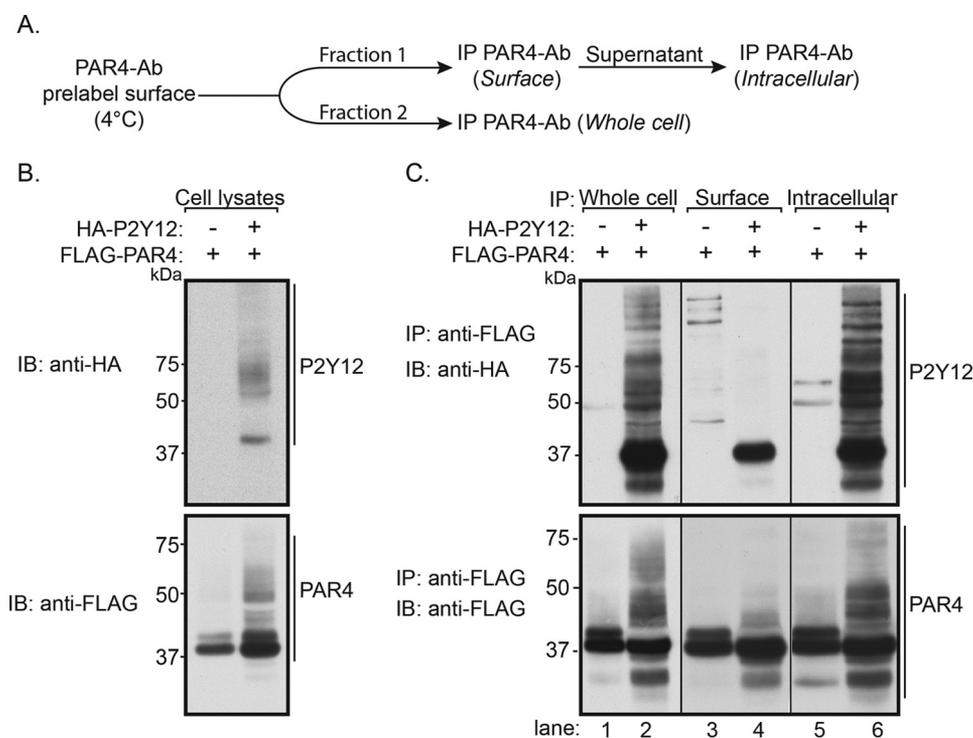 A.
PAR4-Ab
prelabel surface
(4°C)
Fraction 1
IP PAR4-Ab
(Surface)
Supernatant
IP PAR4-Ab
(Intracellular)
Fraction 2
IP PAR4-Ab (Whole cell)
B.
Cell lysates
HA-P2Y12: - +
FLAG-PAR4: + +
kDa
IB: anti-HA
75-
50-
37-
P2Y12
IB: anti-FLAG
75-
50-
37-
PAR4
C.
IP: Whole cell Surface Intracellular
HA-P2Y12: - + - + - +
FLAG-PAR4: + + + + + +
kDa
IP: anti-FLAG
IB: anti-HA
75-
50-
37-
P2Y12
IP: anti-FLAG
IB: anti-FLAG
75-
50-
37-
PAR4
lane: 1 2 3 4 5 6